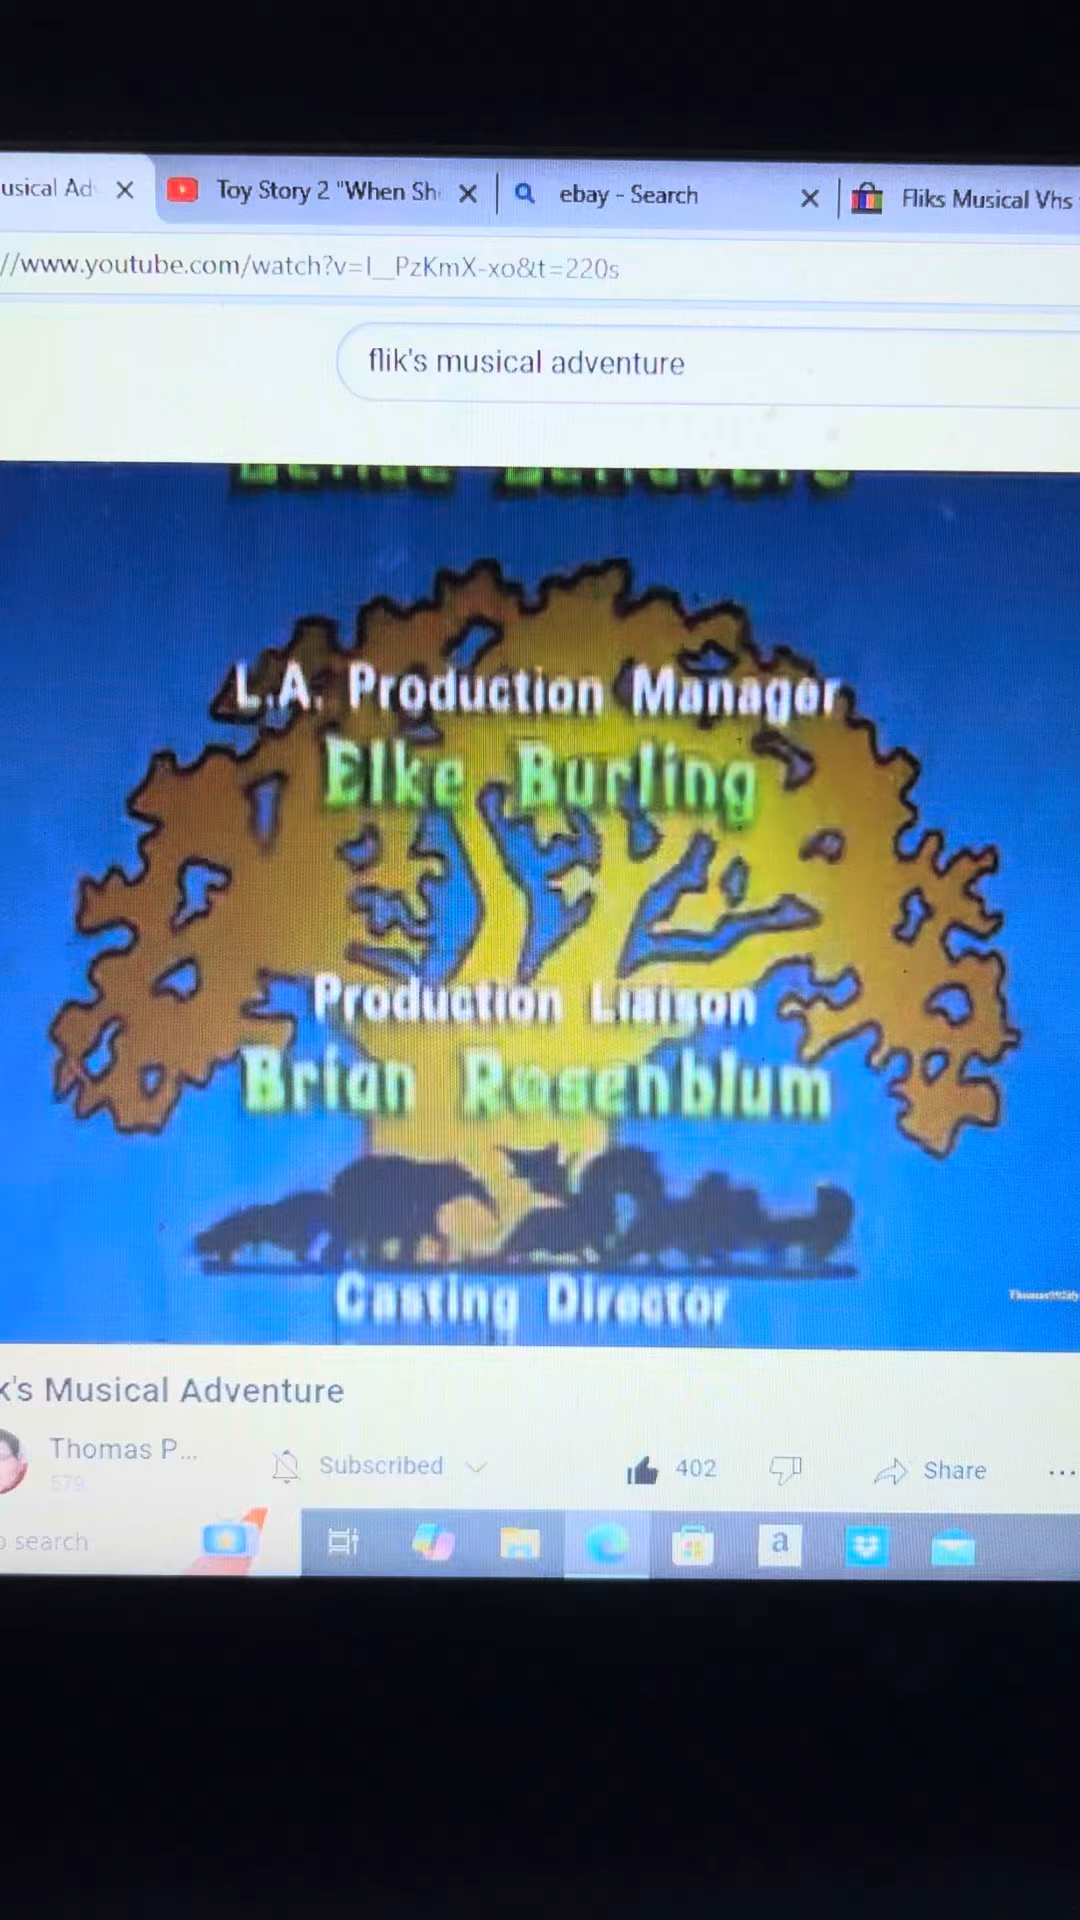 usical Ad
Toy Story 2 "When Sh
ebay - Search
Fliks Musical Vhs
//www.youtube.com/watch?v=I__PzKmX-xo&t=220s
flik's musical adventure
L.A. Production Manager
Elke Burling
Production Liaison
Brian Rosenblum
Casting Director
k's Musical Adventure
Thomas P...
579
Subscribed
402
Share
search
a